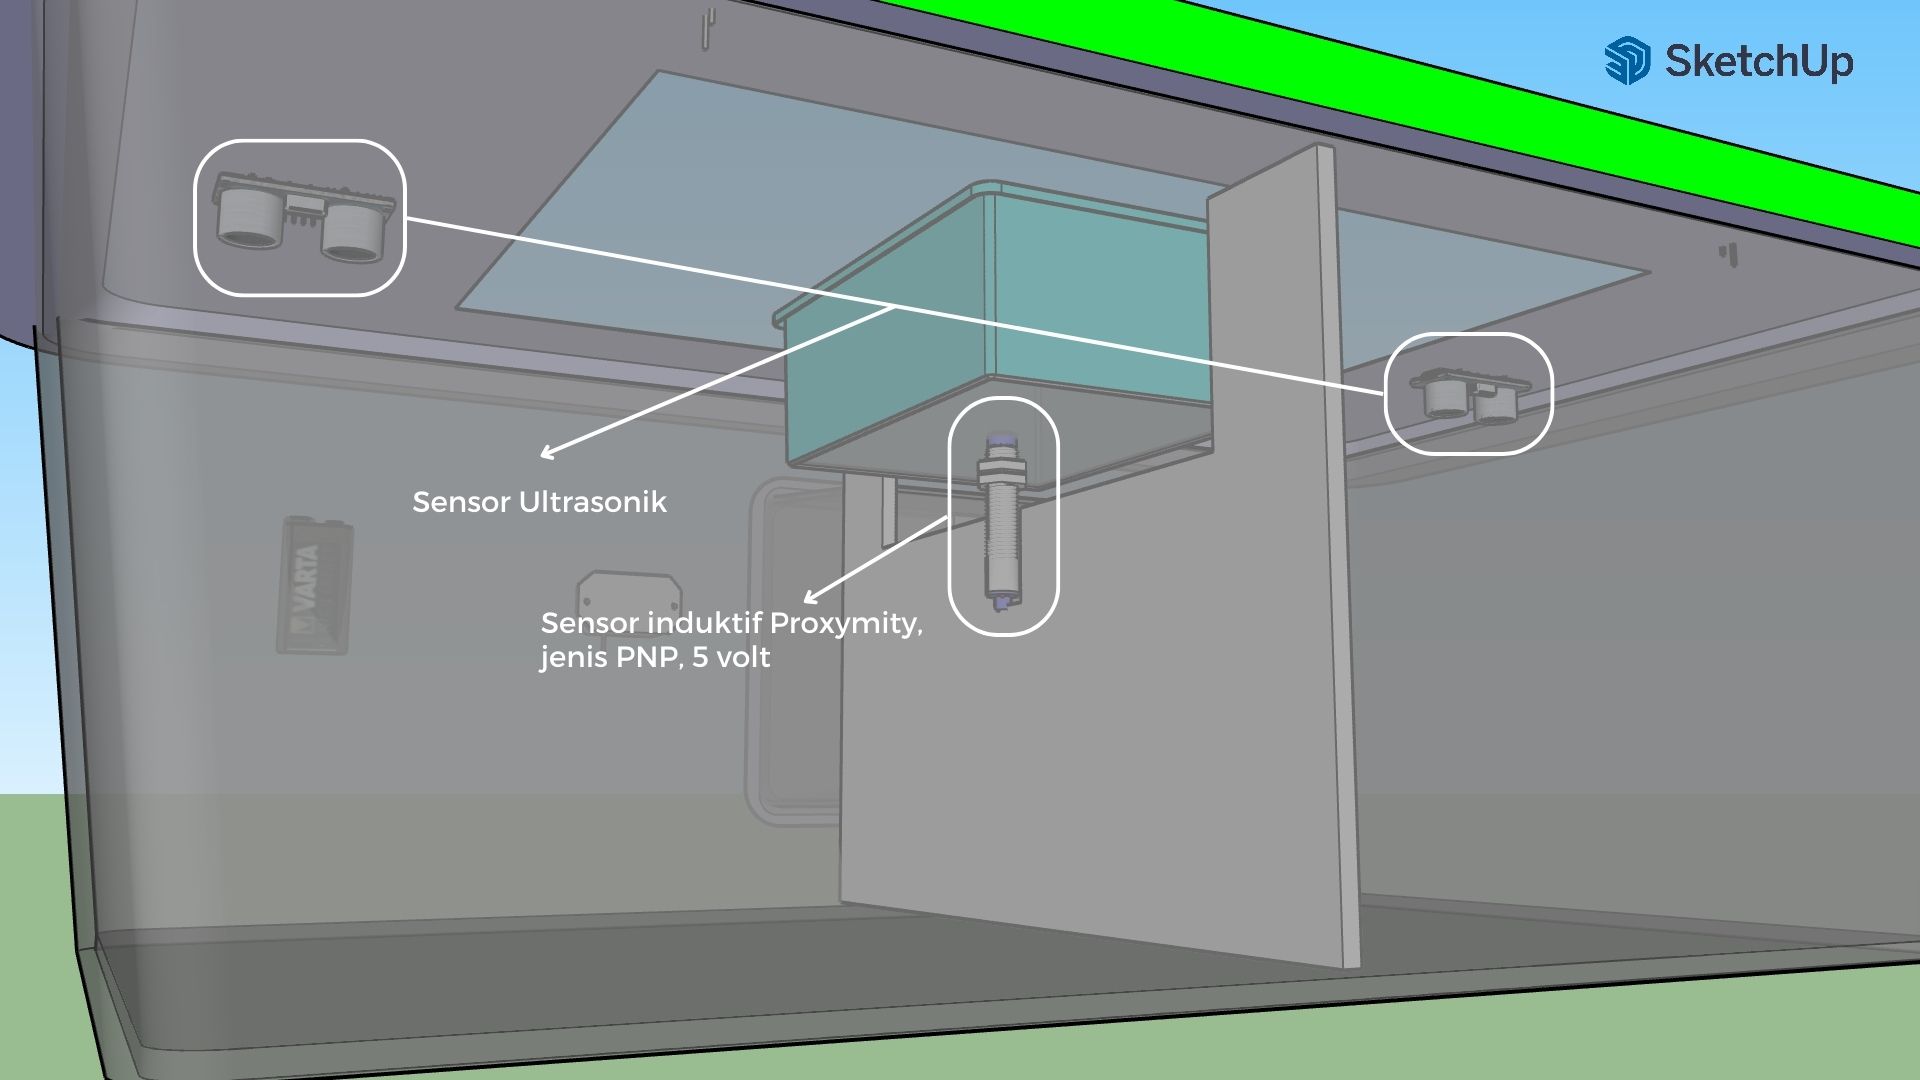 SketchUp
Sensor Ultrasonik
VARTA
Sensor induktif Proxymity,
jenis PNP, 5 volt